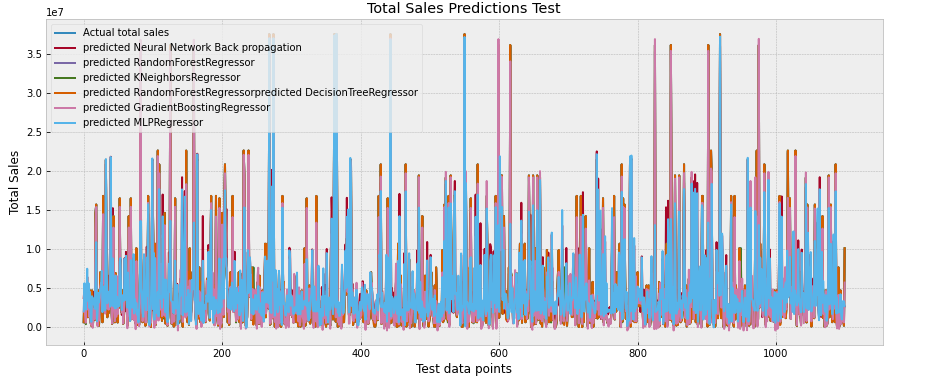 Total Sales Predictions Test
1e7
Actual total sales
predicted Neural Network Back propagation
predicted RandomForestRegressor
predicted KNeighborsRegressor
predicted RandomForestRegressorpredicted DecisionTreeRegressor
predicted GradientBoostingRegressor
predicted MLPRegressor
3.5
3.0
2.5
2.0
1.5
1.0
0.5
0.0
Total Sales
0 200 400 600 800 1000
Test data points